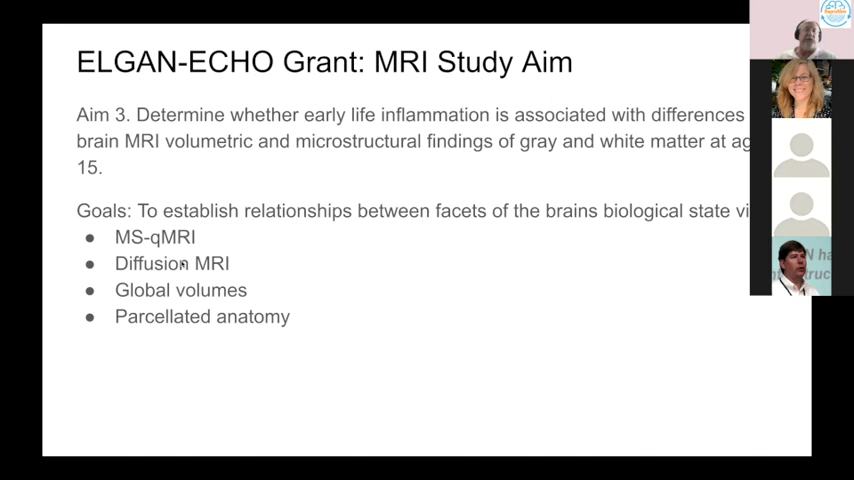 ELGAN-ECHO Grant: MRI Study Aim
Aim 3. Determine whether early life inflammation is associated with differences
brain MRI volumetric and microstructural findings of gray and white matter at ag
15.
Goals: To establish relationships between facets of the brains biological state vi
● MS-qMRI
● Diffusion MRI
● Global volumes
● Parcellated anatomy
N ha
truc